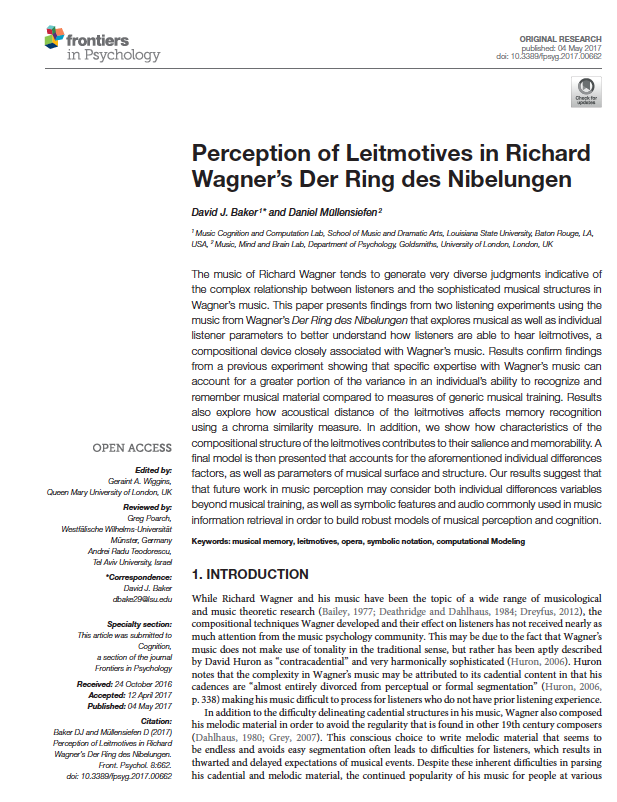 frontiers
in Psychology
ORIGINAL RESEARCH
published: 04 May 2017
doi: 10.3389/fpsyg.2017.00662
Check for
updates
Perception of Leitmotives in Richard
Wagner's Der Ring des Nibelungen
David J. Baker¹* and Daniel Müllensiefen²
¹ Music Cognition and Computation Lab, School of Music and Dramatic Arts, Louisiana State University, Baton Rouge, LA,
USA, ² Music, Mind and Brain Lab, Department of Psychology, Goldsmiths, University of London, London, UK
The music of Richard Wagner tends to generate very diverse judgments indicative of
the complex relationship between listeners and the sophisticated musical structures in
Wagner's music. This paper presents findings from two listening experiments using the
music from Wagner's Der Ring des Nibelungen that explores musical as well as individual
listener parameters to better understand how listeners are able to hear leitmotives, a
compositional device closely associated with Wagner's music. Results confirm findings
from a previous experiment showing that specific expertise with Wagner's music can
account for a greater portion of the variance in an individual's ability to recognize and
remember musical material compared to measures of generic musical training. Results
also explore how acoustical distance of the leitmotives affects memory recognition
using a chroma similarity measure. In addition, we show how characteristics of the
compositional structure of the leitmotives contributes to their salience and memorability. A
final model is then presented that accounts for the aforementioned individual differences
factors, as well as parameters of musical surface and structure. Our results suggest that
that future work in music perception may consider both individual differences variables
beyond musical training, as well as symbolic features and audio commonly used in music
information retrieval in order to build robust models of musical perception and cognition.
Keywords: musical memory, leitmotives, opera, symbolic notation, computational Modeling
OPEN ACCESS
Edited by:
Geraint A. Wiggins,
Queen Mary University of London, UK
Reviewed by:
Greg Poarch,
Westfälische Wilhelms-Universität
Münster, Germany
Andrei Radu Teodorescu,
Tel Aviv University, Israel
*Correspondence:
David J. Baker
dbake29@lsu.edu
Specialty section:
This article was submitted to
Cognition,
a section of the journal
Frontiers in Psychology
Received: 24 October 2016
Accepted: 12 April 2017
Published: 04 May 2017
Citation:
Baker DJ and Müllensiefen D (2017)
Perception of Leitmotives in Richard
Wagner's Der Ring des Nibelungen.
Front. Psychol. 8:662.
doi: 10.3389/fpsyg.2017.00662
1. INTRODUCTION
While Richard Wagner and his music have been the topic of a wide range of musicological
and music theoretic research (Bailey, 1977; Deathridge and Dahlhaus, 1984; Dreyfus, 2012), the
compositional techniques Wagner developed and their effect on listeners has not received nearly as
much attention from the music psychology community. This may be due to the fact that Wagner's
music does not make use of tonality in the traditional sense, but rather has been aptly described
by David Huron as "contracadential" and very harmonically sophisticated (Huron, 2006). Huron
notes that the complexity in Wagner's music may be attributed to its cadential content in that his
cadences are "almost entirely divorced from perceptual or formal segmentation" (Huron, 2006,
p. 338) making his music difficult to process for listeners who do not have prior listening experience.
In addition to the difficulty delineating cadential structures in his music, Wagner also composed
his melodic material in order to avoid the regularity that is found in other 19th century composers
(Dahlhaus, 1980; Grey, 2007). This conscious choice to write melodic material that seems to
be endless and avoids easy segmentation often leads to difficulties for listeners, which results in
thwarted and delayed expectations of musical events. Despite these inherent difficulties in parsing
his cadential and melodic material, the continued popularity of his music for people at various